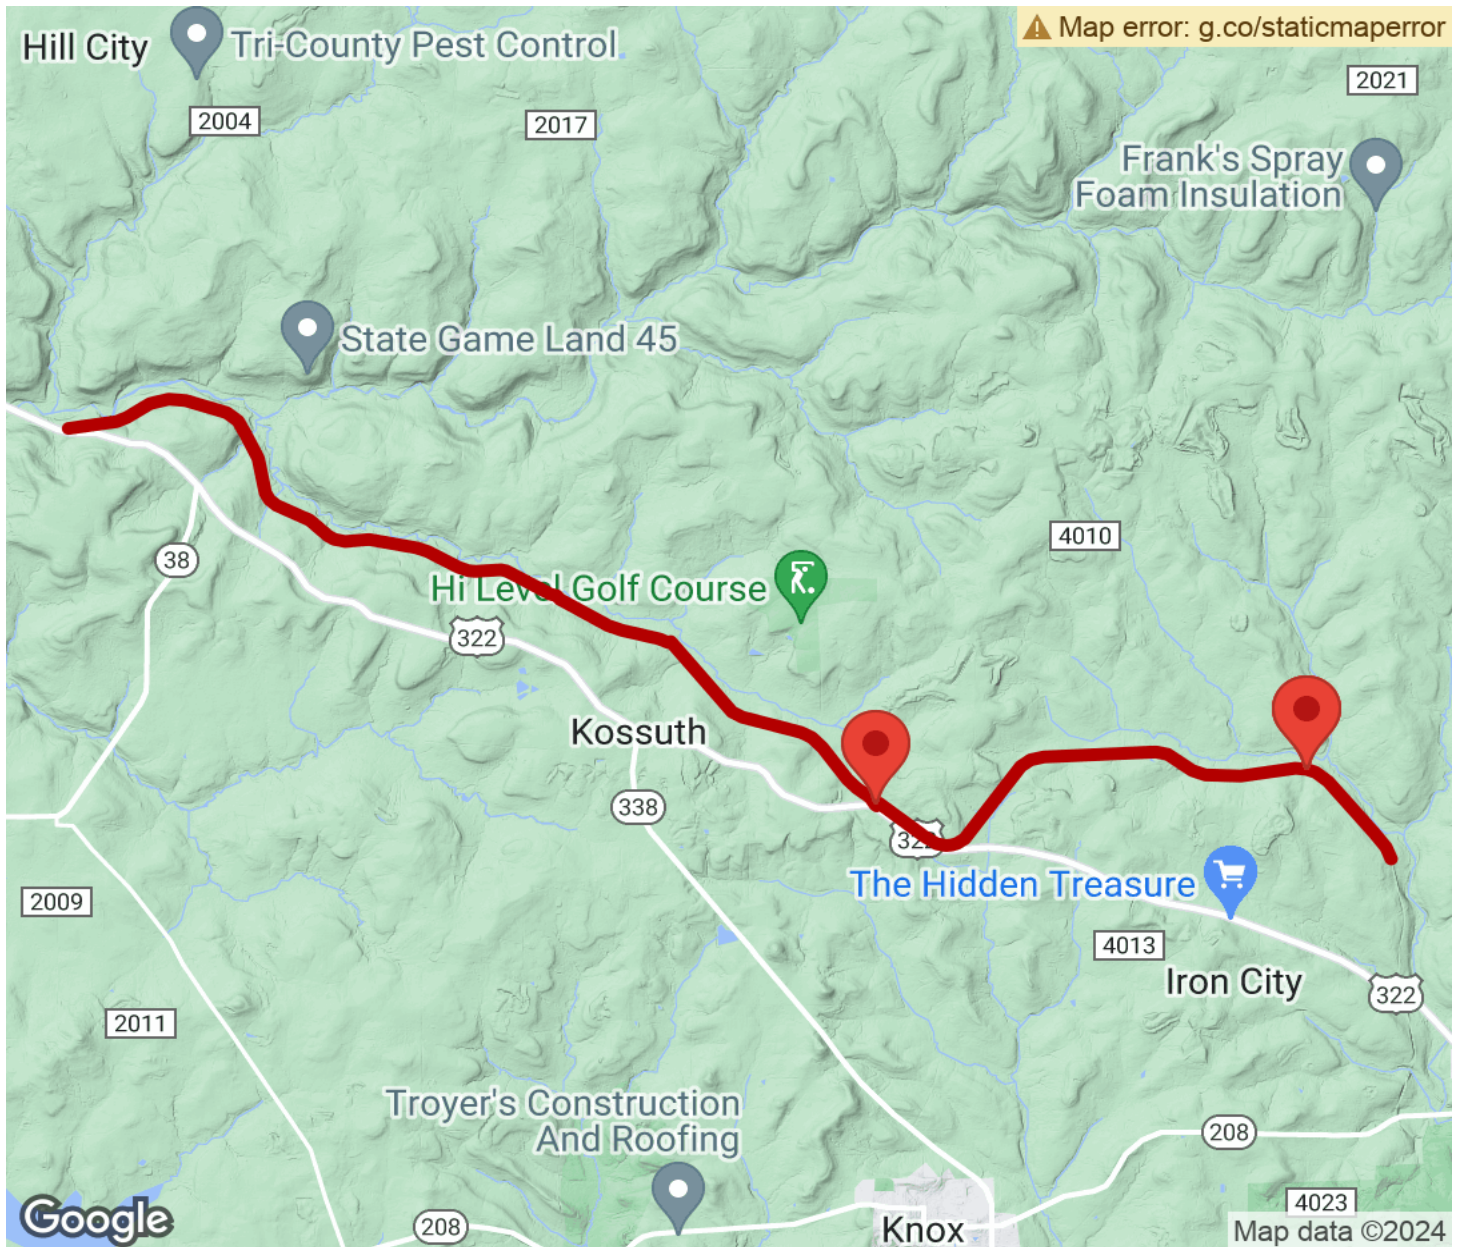 Map error: g.co/staticmaperror
Hill City
Tri-County Pest Control
2021
2004
2017
Frank's Spray
Foam Insulation
State Game Land 45
4010
38
Hi Level Golf Course
322
Kossuth
338
322
The Hidden Treasure
2009
4013
Iron City
322
2011
Troyer's Construction
And Roofing
208
4023
Google
208
Knox
Map data ©2024